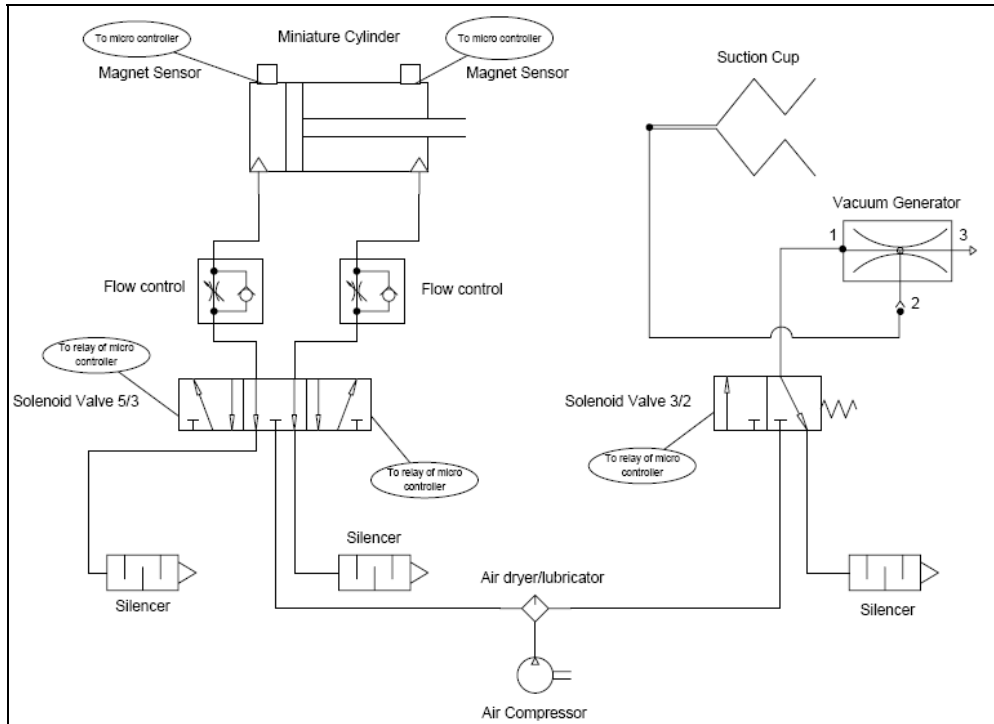 To micro controller
Miniature Cylinder
To micro controller
Magnet Sensor
Magnet Sensor
Suction Cup
Vacuum Generator
1
3
2
Flow control
Flow control
To relay of micro
controller
Solenoid Valve 5/3
Solenoid Valve 3/2
To relay of micro
controller
To relay of micro
controller
Silencer
Silencer
Air dryer/lubricator
Silencer
Air Compressor